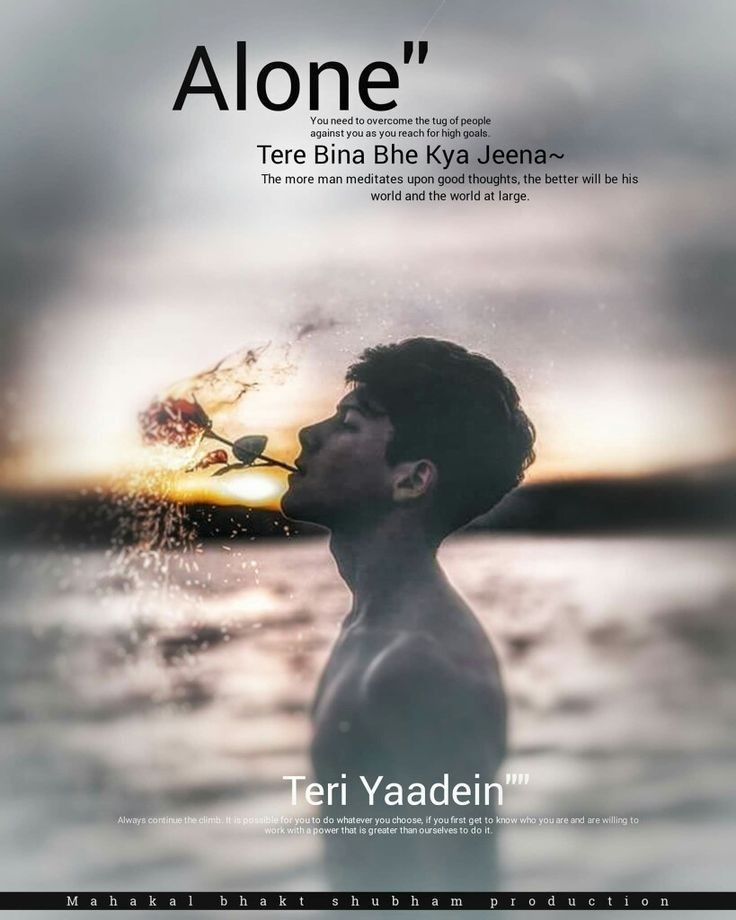 Alone"
You need to overcome the tug of people
against you as you reach for high goals.
Tere Bina Bhe Kya Jeena~
The more man meditates upon good thoughts, the better will be his
world and the world at large.
Teri Yaadein""
Always continue the climb. It is possible for you to do whatever you choose, if you first get to know who you are and are willing to
work with a power that is greater than ourselves to do it.
Mahakal bhakt shubham production